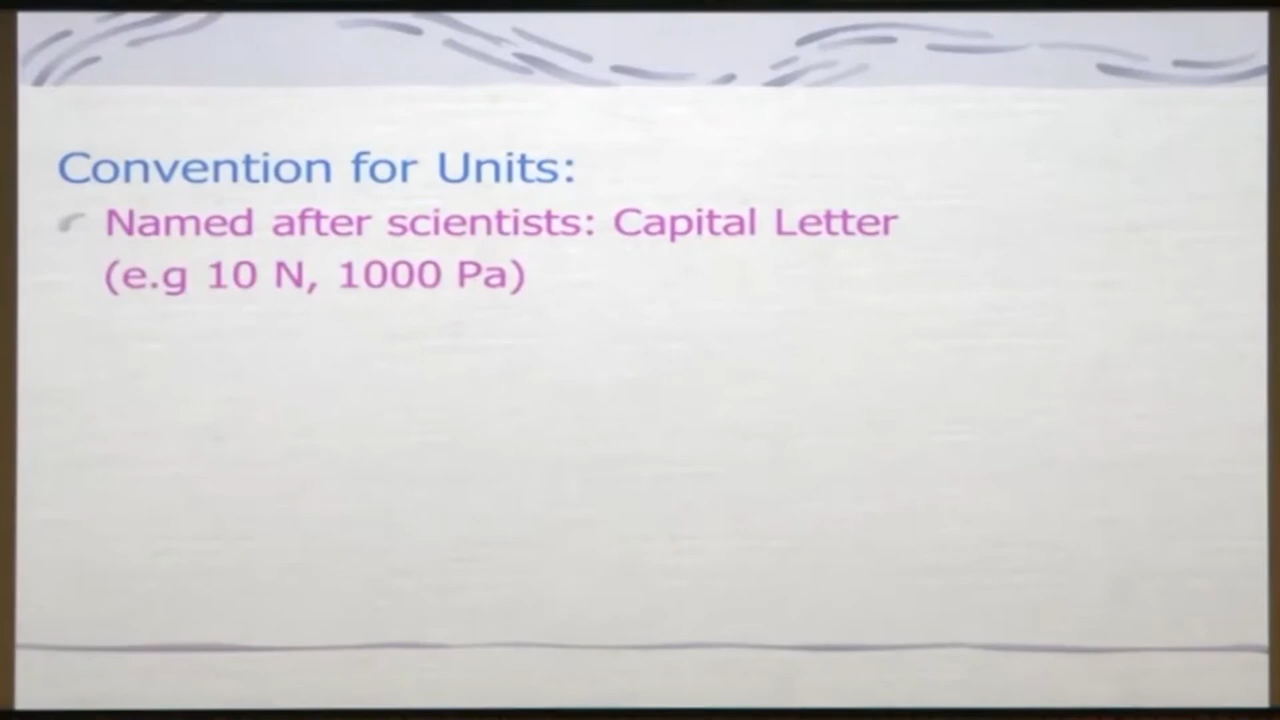 Convention for Units:
Named after scientists: Capital Letter
(e.g 10 N, 1000 Pa)